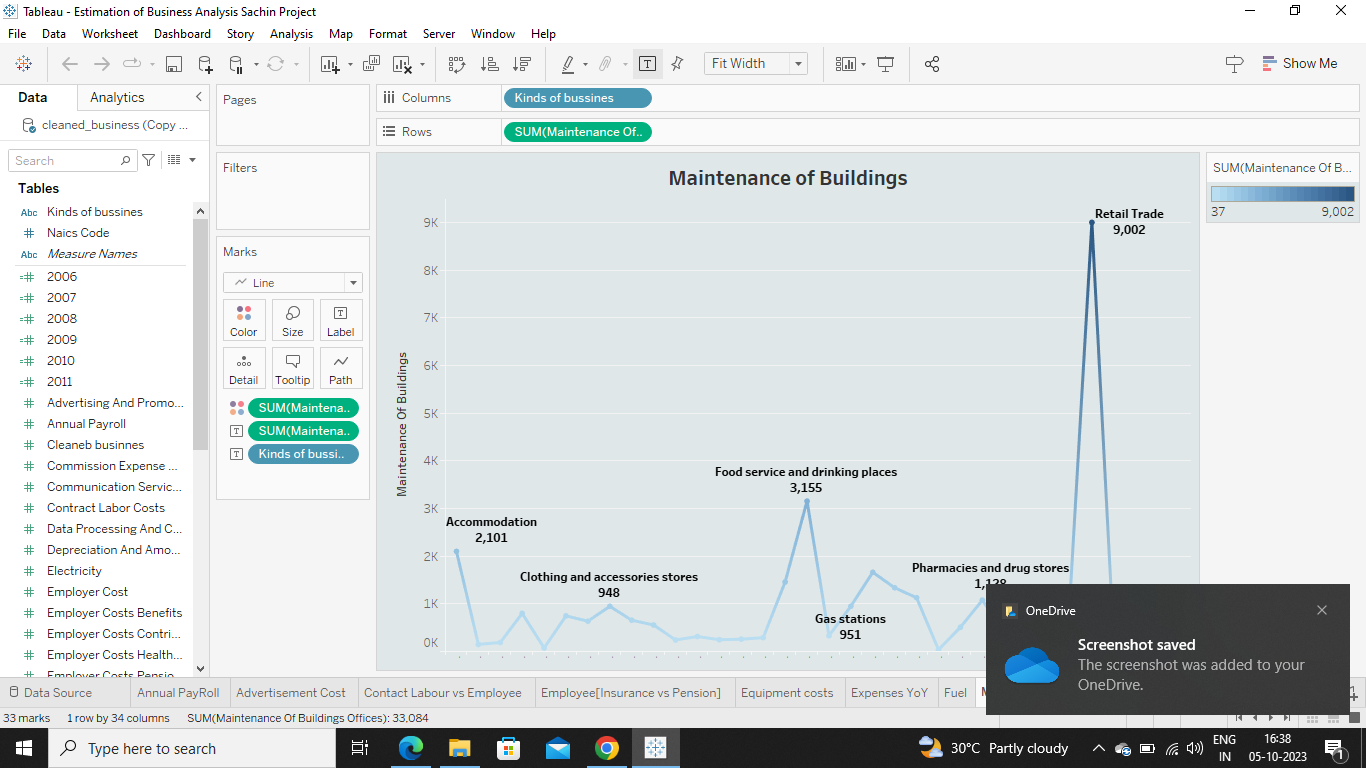 Tableau - Estimation of Business Analysis Sachin Project
File Data Worksheet Dashboard Story Analysis Map Format Server Window Help
Fit Width
Show Me
Data Analytics
cleaned_business (Copy ...
Search
Tables
Abc Kinds of bussines
# Naics Code
Abc Measure Names
=# 2006
=# 2007
=# 2008
=# 2009
=# 2010
=# 2011
# Advertising And Promo...
# Annual Payroll
# Cleaneb businnes
# Commission Expense ...
# Communication Servic...
# Contract Labor Costs
# Data Processing And C...
# Depreciation And Amo...
# Electricity
# Employer Cost
# Employer Costs Benefits
# Employer Costs Contri...
# Employer Costs Health...
# Employer Costs Pensio...
Pages
Filters
Marks
Line
Color Size Label
Detail Tooltip Path
SUM(Maintena..
SUM(Maintena..
Kinds of bussi..
Columns Kinds of bussines
Rows SUM(Maintenance Of..
Maintenance of Buildings
Maintenance Of Buildings
9K
8K
7K
6K
5K
4K
3K
2K
1K
0K
Retail Trade
9,002
Food service and drinking places
3,155
Accommodation
2,101
Clothing and accessories stores
948
Pharmacies and drug stores
1,128
Gas stations
951
SUM(Maintenance Of B...
37 9,002
OneDrive
Screenshot saved
The screenshot was added to your
OneDrive.
Data Source Annual PayRoll Advertisement Cost Contact Labour vs Employee Employee[Insurance vs Pension] Equipment costs Expenses YoY Fuel
33 marks 1 row by 34 columns SUM(Maintenance Of Buildings Offices): 33,084
Type here to search
30°C Partly cloudy
ENG
IN
16:38
05-10-2023
1